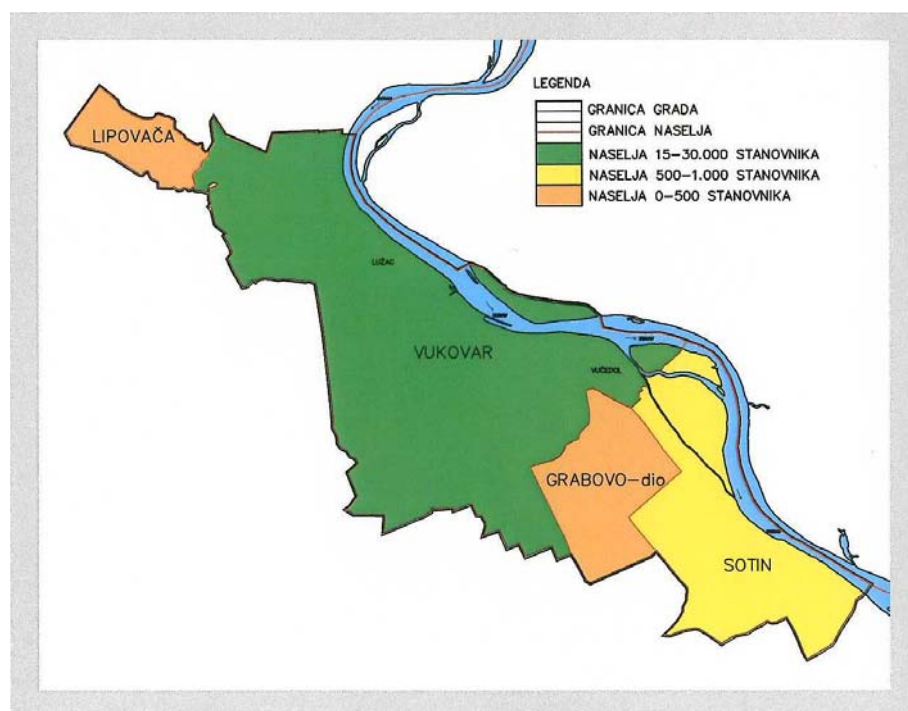 LEGENDA
GRANICA GRADA
GRANICA NASELJA
NASELJA 15-30.000 STANOVNIKA
NASELJA 500-1.000 STANOVNIKA
NASELJA 0-500 STANOVNIKA
LIPOVAČA
LUŽAC
VUKOVAR
VUČEDOL
GRABOVO-dio
SOTIN